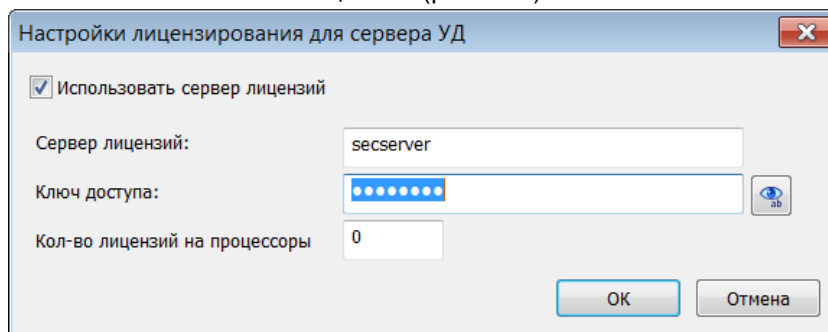 Настройки лицензирования для сервера УД
Использовать сервер лицензий
Сервер лицензий: secserver
Ключ доступа: ●●●●●●●●
ab
Кол-во лицензий на процессоры 0
ОК Отмена